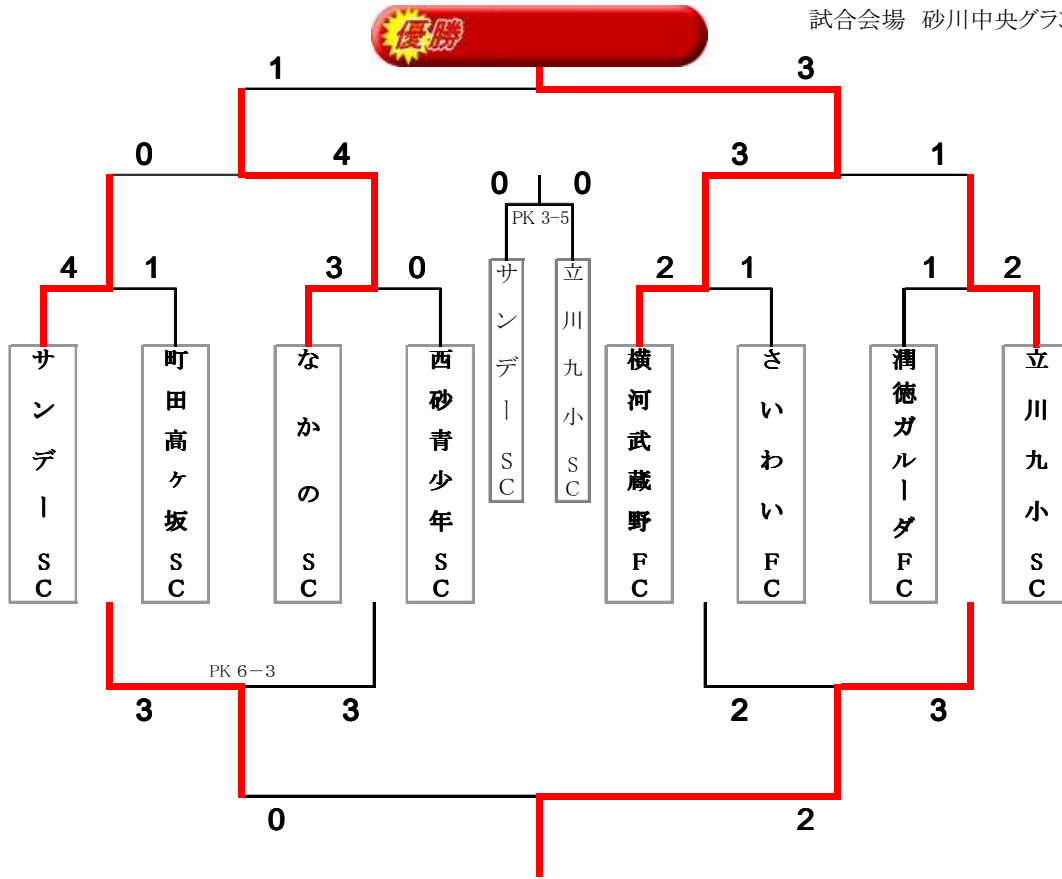 優勝
試合会場 砂川中央グラン
1
3
0
4
3
1
0
0
PK 3-5
4
1
3
0
2
1
1
2
サンデーSC
立川九小SC
サンデーSC
町田高ヶ坂SC
なかのSC
西砂青少年SC
横河武蔵野FC
さいわいFC
潤徳ガルーダFC
立川九小SC
PK 6-3
3
3
2
3
0
2